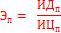 Э_п = ИД_п / ИЦ_п